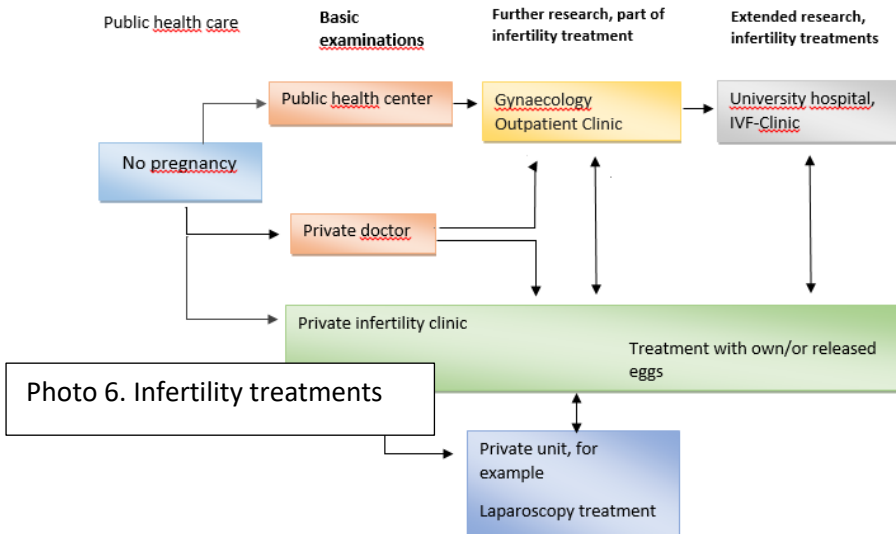 Public health care
Basic
examinations
Further research, part of
infertility treatment
Extended research,
infertility treatments
Public health center
Gynaecology
Outpatient Clinic
University hospital,
IVF-Clinic
No pregnancy
Private doctor
Private infertility clinic
Treatment with own/or released
eggs
Photo 6. Infertility treatments
Private unit, for
example
Laparoscopy treatment